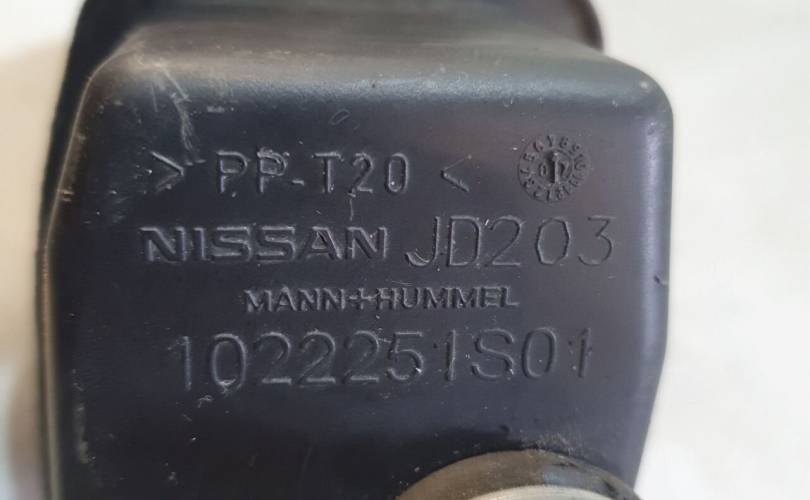 > PP-T20 <
NISSAN JD203
MANN+HUMMEL
1022251S01